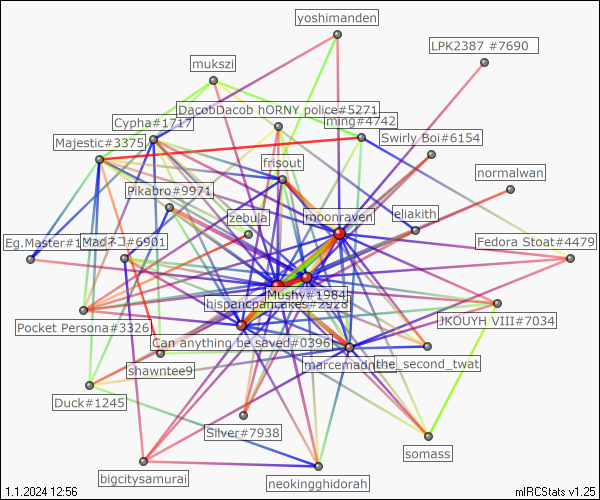 yoshimanden
LPK2387 #7690
mukszi
DacobDacob hORNY police#5271
Cypha#1717
ming#4742
Majestic#3375
Swirly Boi#6154
frisout
normalwan
Pikabro#9971
zebula
moonraven
eliakith
Eg.Master#1
Madネコ#6901
Fedora Stoat#4479
Mushy#1984
hispanicpancakes#2928
Pocket Persona#3326
JKOUYH VIII#7034
Can anything be saved#0396
shawntee9
the_second_twat
Duck#1245
Silver#7938
somass
bigcitysamurai
neokingghidorah
1.1.2024 12:56
mIRCStats v1.25